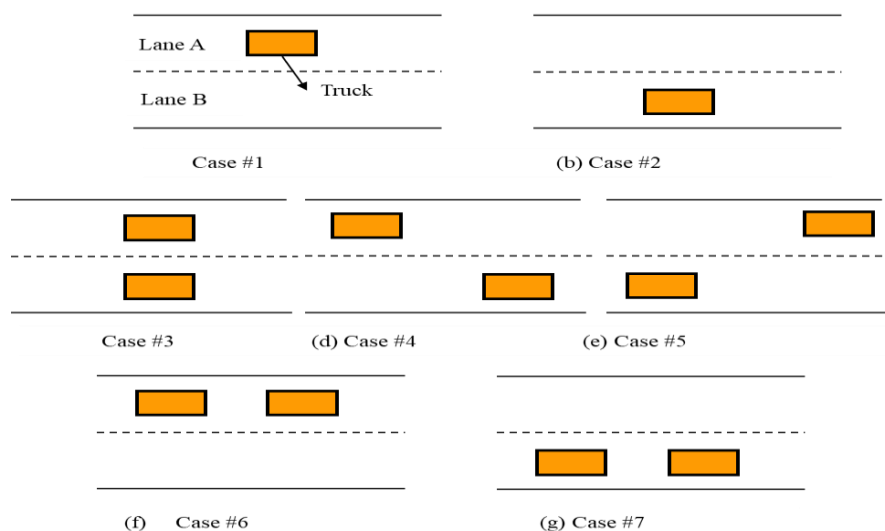 Lane A
Truck
Lane B
Case #1
(b) Case #2
Case #3
(d) Case #4
(e) Case #5
(f) Case #6
(g) Case #7